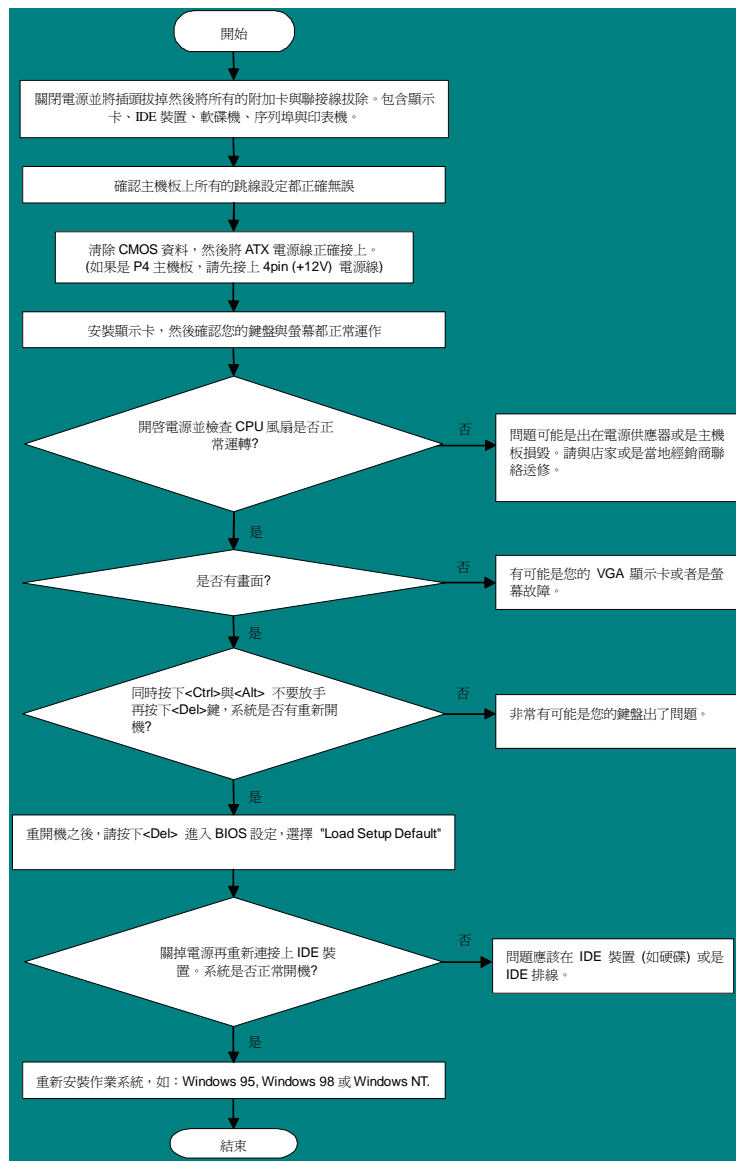 開始
關閉電源並將插頭拔掉然後將所有的附加卡與聯接線拔除。包含顯示
卡、IDE 裝置、軟碟機、序列埠與印表機。
確認主機板上所有的跳線設定都正確無誤
清除 CMOS 資料，然後將 ATX 電源線正確接上。
(如果是 P4 主機板，請先接上 4pin (+12V) 電源線)
安裝顯示卡，然後確認您的鍵盤與螢幕都正常運作
開啓電源並檢查 CPU 風扇是否正
常運轉?
否
問題可能是出在電源供應器或是主機
板損毀。請與店家或是當地經銷商聯
絡送修。
是
是否有畫面?
否
有可能是您的 VGA 顯示卡或者是螢
幕故障。
是
同時按下<Ctrl>與<Alt> 不要放手
再按下<Del>鍵，系統是否有重新開
機?
否
非常有可能是您的鍵盤出了問題。
是
重開機之後，請按下<Del> 進入 BIOS 設定，選擇 "Load Setup Default"
關掉電源再重新連接上 IDE 裝
置。系統是否正常開機?
否
問題應該在 IDE 裝置 (如硬碟) 或是
IDE 排線。
是
重新安裝作業系統，如：Windows 95, Windows 98 或 Windows NT.
結束